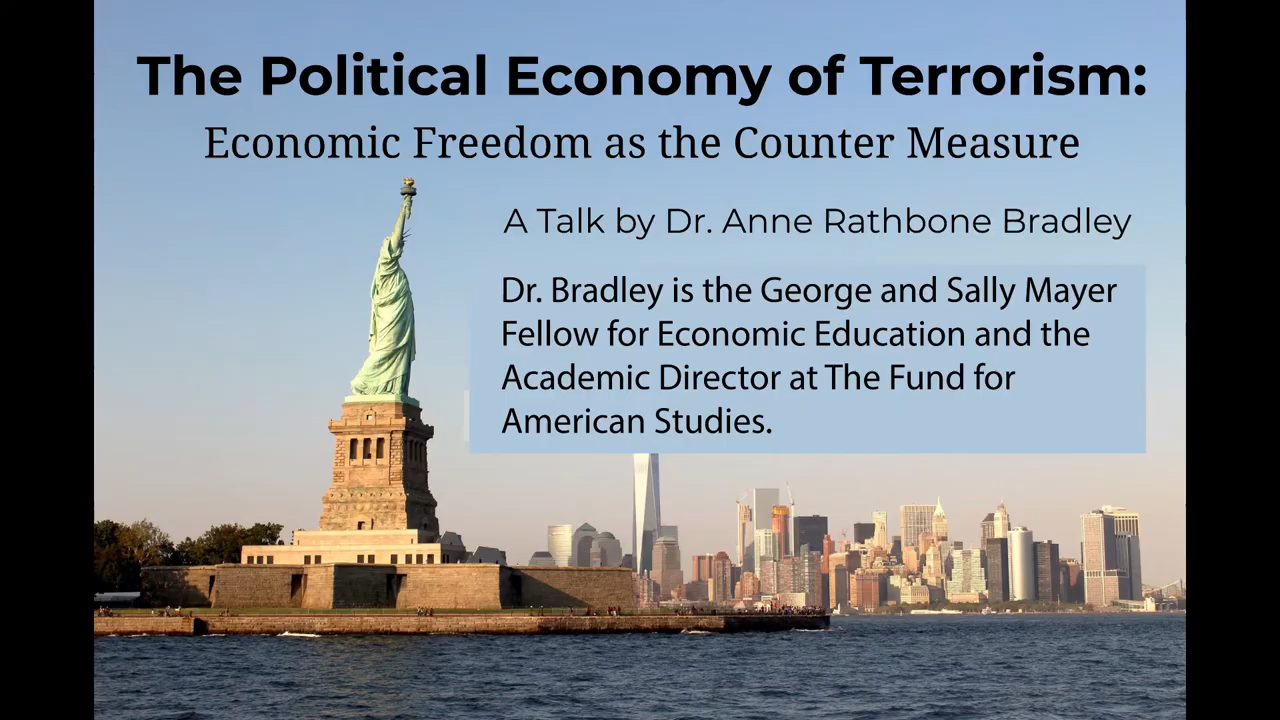 The Political Economy of Terrorism:
Economic Freedom as the Counter Measure
A Talk by Dr. Anne Rathbone Bradley
Dr. Bradley is the George and Sally Mayer
Fellow for Economic Education and the
Academic Director at The Fund for
American Studies.